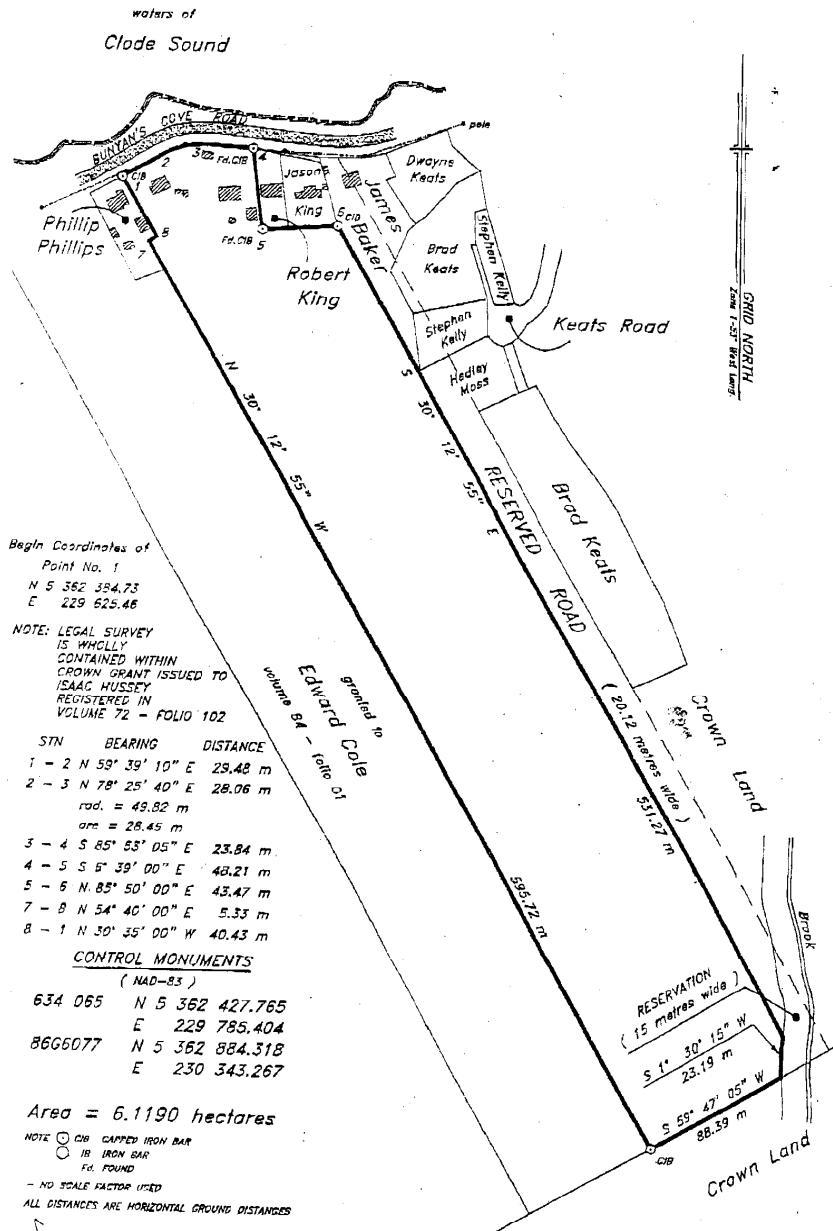 waters of
Clode Sound
BUNYAN'S COVE ROAD
pole
CIB
1
2
3
Fd.CIB
4
Jason
King
James
Baker
Dwayne
Keats
Phillip
Phillips
8
7
Fd.CIB
5
6
CIB
Robert
King
Brad
Keats
Stephen Kelly
Stephen
Kelly
Keats Road
Hedley
Moss
GRID NORTH
Zone 1-53° West Long.
N 30° 12' 55" W
S 30° 12' 55" E
RESERVED ROAD
( 20.12 metres wide )
531.27 m
Brad Keats
Crown
Land
Begin Coordinates of
Point No. 1
N 5 362 384.73
E 229 625.46
NOTE: LEGAL SURVEY
IS WHOLLY
CONTAINED WITHIN
CROWN GRANT ISSUED TO
ISAAC HUSSEY
REGISTERED IN
VOLUME 72 - FOLIO 102
granted to
Edward Cole
volume 84 - folio 01
STN BEARING DISTANCE
1 - 2 N 59° 39' 10" E 29.48 m
2 - 3 N 78° 25' 40" E 28.06 m
rad. = 49.82 m
arc = 28.45 m
3 - 4 S 85° 53' 05" E 23.84 m
4 - 5 S 6° 39' 00" E 48.21 m
5 - 6 N 85° 50' 00" E 43.47 m
7 - 8 N 54° 40' 00" E 5.33 m
8 - 1 N 30° 35' 00" W 40.43 m
595.72 m
Brook
CONTROL MONUMENTS
( NAD-83 )
634 065 N 5 362 427.765
E 229 785.404
86G6077 N 5 362 884.318
E 230 343.267
RESERVATION
( 15 metres wide )
S 1° 30' 15" W
23.19 m
S 59° 47' 05" W
88.39 m
CIB
Crown Land
Area = 6.1190 hectares
NOTE CIB CAPPED IRON BAR
IB IRON BAR
Fd. FOUND
- NO SCALE FACTOR USED
ALL DISTANCES ARE HORIZONTAL GROUND DISTANCES